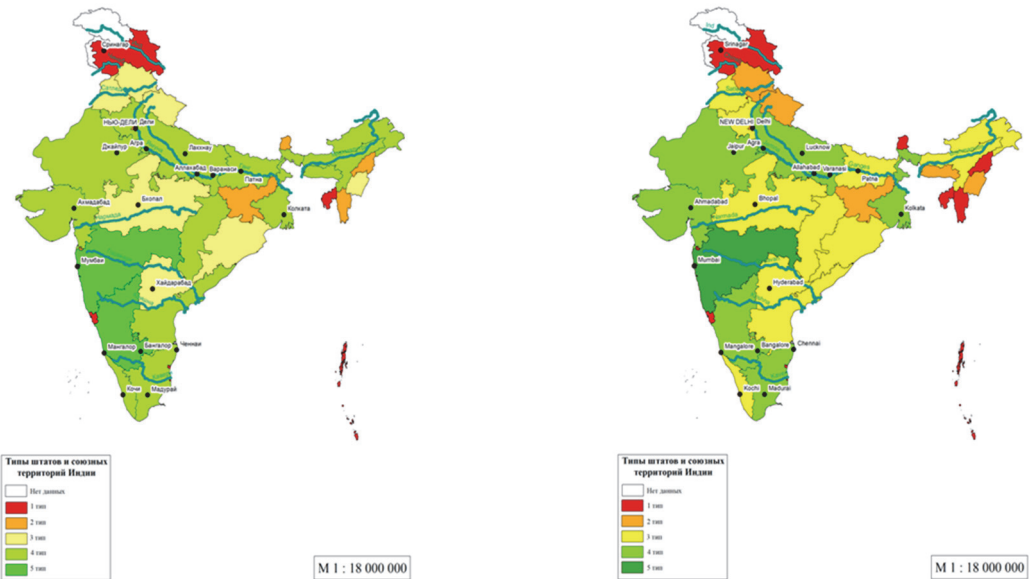 Сринагар
НЬЮ-ДЕЛИ
Дели
Джайпур
Агра
Лакхнау
Аллахабад
Варанаси
Патна
Ахмадабад
Бхопал
Колката
Мумбаи
Хайдарабад
Мангалор
Бангалор
Ченнаи
Кочи
Мадурай
Типы штатов и союзных
территорий Индии
Нет данных
1 тип
2 тип
3 тип
4 тип
5 тип
М 1 : 18 000 000
Srinagar
NEW DELHI
Delhi
Jaipur
Agra
Lucknow
Allanabad
Varanasi
Patna
Ahmadabad
Bhopal
Kolkata
Mumbai
Hyderabad
Mangalore
Bangalore
Chennai
Kochi
Madurai
Типы штатов и союзных
территорий Индии
Нет данных
1 тип
2 тип
3 тип
4 тип
5 тип
М 1 : 18 000 000